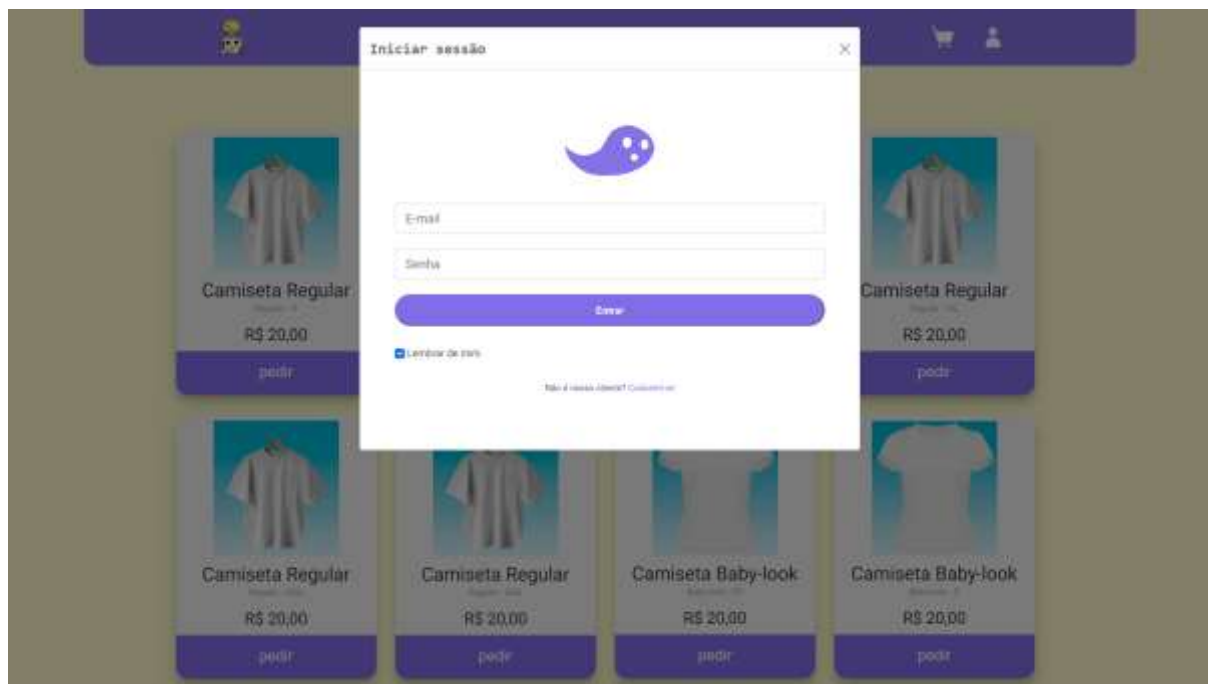 Iniciar sessão
E-mail
Senha
Entrar
Lembrar de mim
Não é nosso cliente? Cadastre-se
Camiseta Regular
R$ 20,00
pedir
Camiseta Regular
R$ 20,00
pedir
Camiseta Regular
R$ 20,00
pedir
Camiseta Regular
R$ 20,00
pedir
Camiseta Baby-look
R$ 20,00
pedir
Camiseta Baby-look
R$ 20,00
pedir